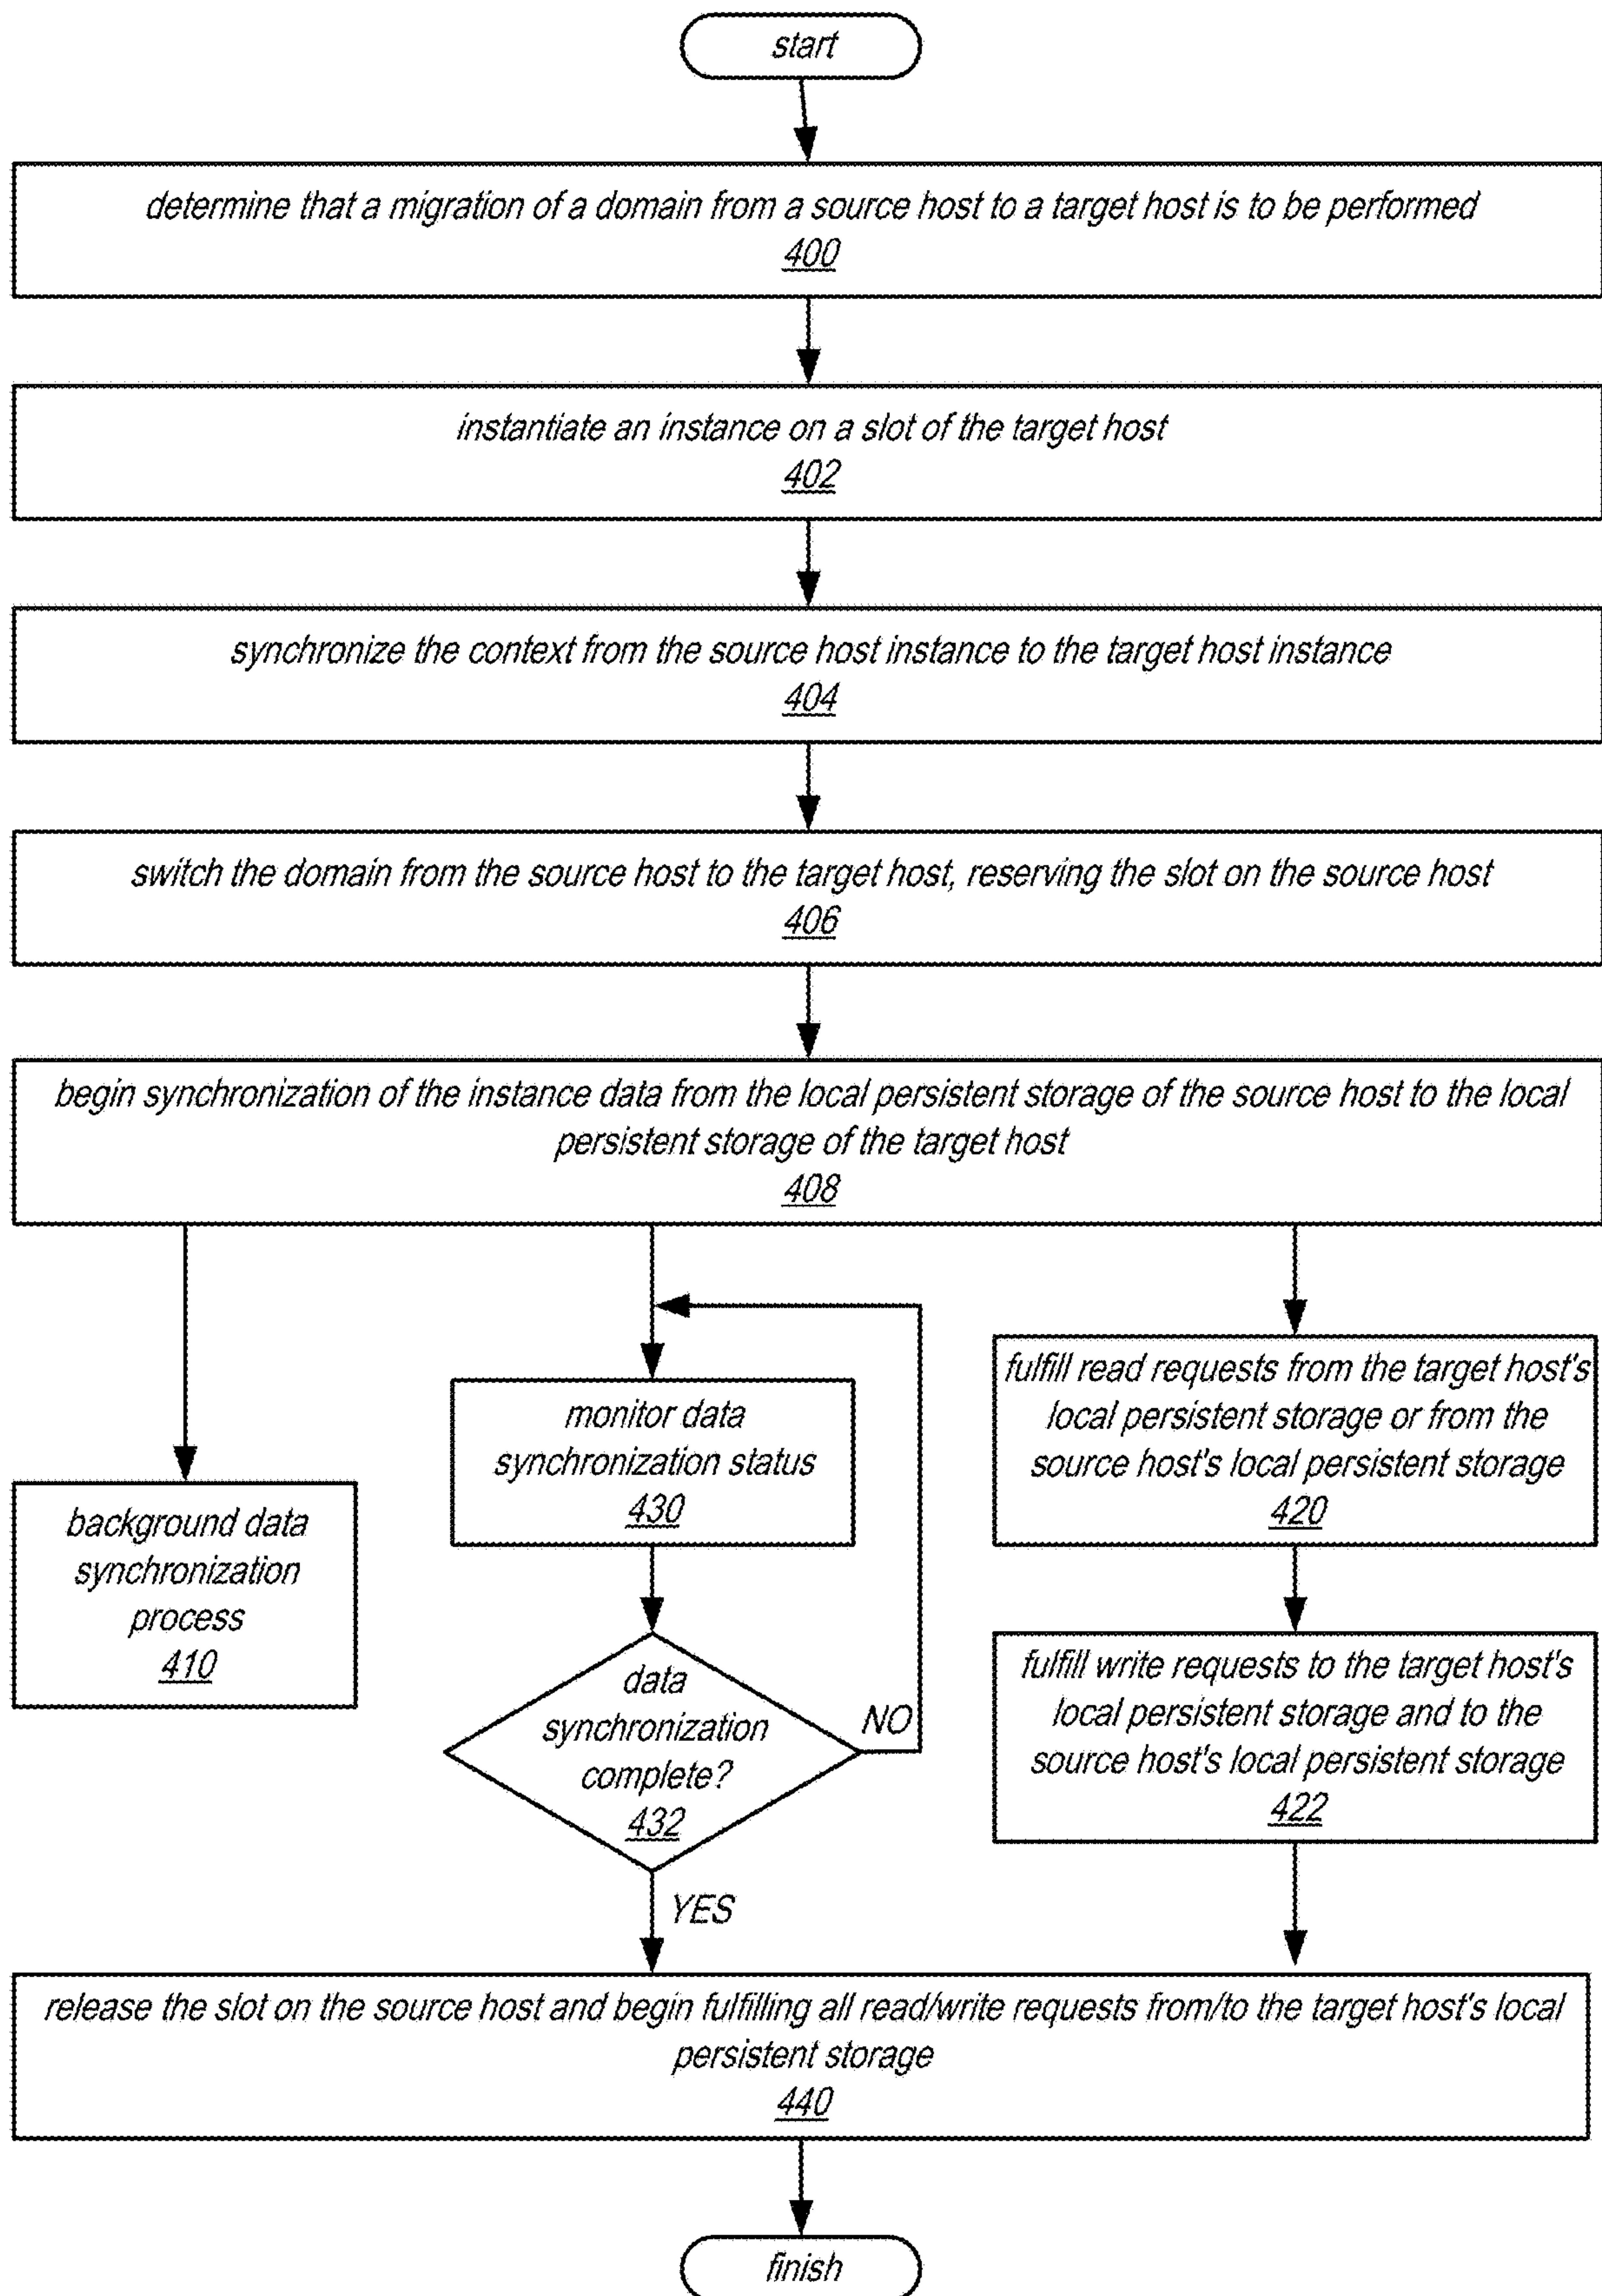 start
determine that a migration of a domain from a source host to a target host is to be performed
400
instantiate an instance on a slot of the target host
402
synchronize the context from the source host instance to the target host instance
404
switch the domain from the source host to the target host, reserving the slot on the source host
406
begin synchronization of the instance data from the local persistent storage of the source host to the local
persistent storage of the target host
408
background data
synchronization
process
410
monitor data
synchronization status
430
data
synchronization
complete?
432
NO
YES
fulfill read requests from the target host's
local persistent storage or from the
source host's local persistent storage
420
fulfill write requests to the target host's
local persistent storage and to the
source host's local persistent storage
422
release the slot on the source host and begin fulfilling all read/write requests from/to the target host's local
persistent storage
440
finish